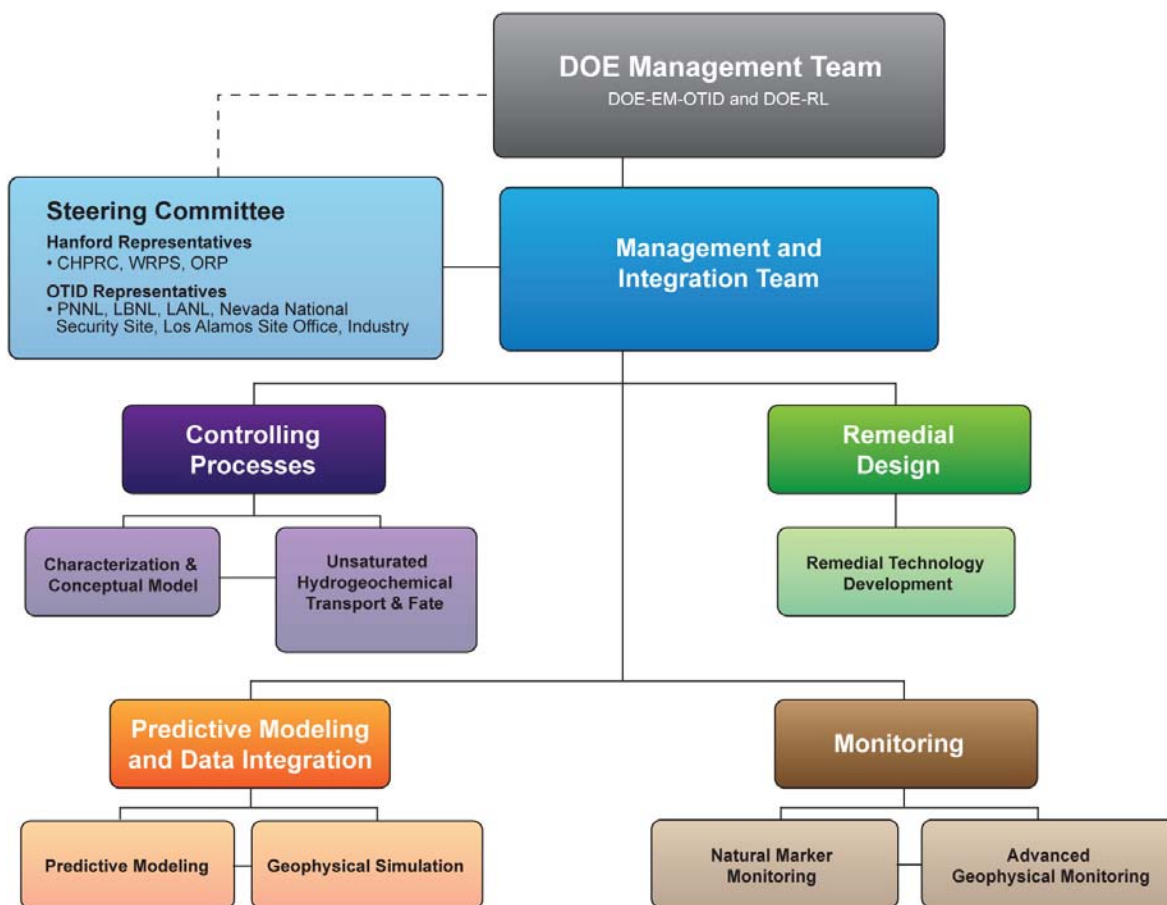 DOE Management Team
DOE-EM-OTID and DOE-RL
Steering Committee
Hanford Representatives
• CHPRC, WRPS, ORP
OTID Representatives
• PNNL, LBNL, LANL, Nevada National
Security Site, Los Alamos Site Office, Industry
Management and
Integration Team
Controlling
Processes
Remedial
Design
Characterization &
Conceptual Model
Unsaturated
Hydrogeochemical
Transport & Fate
Remedial Technology
Development
Predictive Modeling
and Data Integration
Monitoring
Predictive Modeling
Geophysical Simulation
Natural Marker
Monitoring
Advanced
Geophysical Monitoring